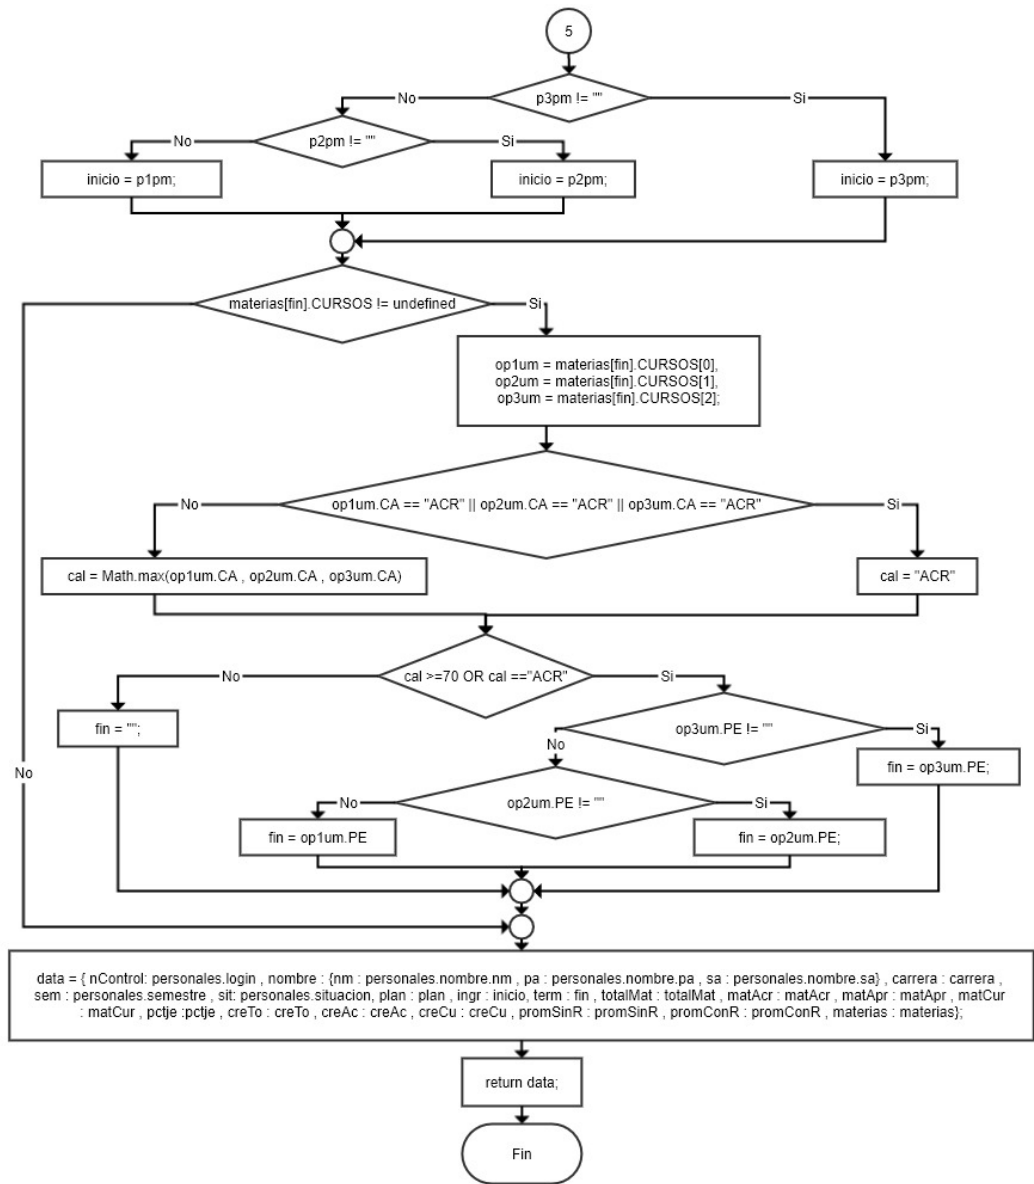 5
p3pm != ""
No
Si
p2pm != ""
No
Si
inicio = p1pm;
inicio = p2pm;
inicio = p3pm;
materias[fin].CURSOS != undefined
Si
op1um = materias[fin].CURSOS[0],
op2um = materias[fin].CURSOS[1],
op3um = materias[fin].CURSOS[2];
op1um.CA == "ACR" || op2um.CA == "ACR" || op3um.CA == "ACR"
No
Si
cal = Math.max(op1um.CA , op2um.CA , op3um.CA)
cal = "ACR"
cal >=70 OR cal =="ACR"
No
Si
fin = "";
op3um.PE != ""
Si
No
fin = op3um.PE;
No
op2um.PE != ""
No
Si
fin = op1um.PE
fin = op2um.PE;
data = { nControl: personales.login , nombre : {nm : personales.nombre.nm , pa : personales.nombre.pa , sa : personales.nombre.sa} , carrera : carrera ,
sem : personales.semestre , sit: personales.situacion, plan : plan , ingr : inicio, term : fin , totalMat : totalMat , matAcr : matAcr , matApr : matApr , matCur
: matCur , pctje :pctje , creTo : creTo , creAc : creAc , creCu : creCu , promSinR : promSinR , promConR : promConR , materias : materias};
return data;
Fin